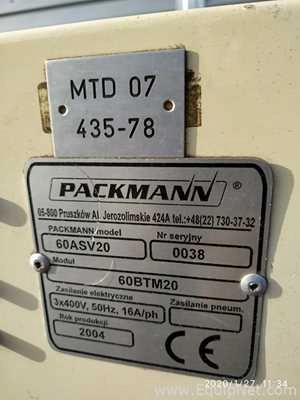 MTD 07
435-78
PACKMANN ®
05-800 Pruszków Al. Jerozolimskie 424A tel.:+48(22) 730-37-32
PACKMANN model Nr seryjny
60ASV20 0038
Moduł
60BTM20
Zasilanie elektryczne Zasilanie pneum.
3x400V, 50Hz, 16A/ph
Rok produkcji
2004 CE
2020/1/27, 11:34
EquipNet.com